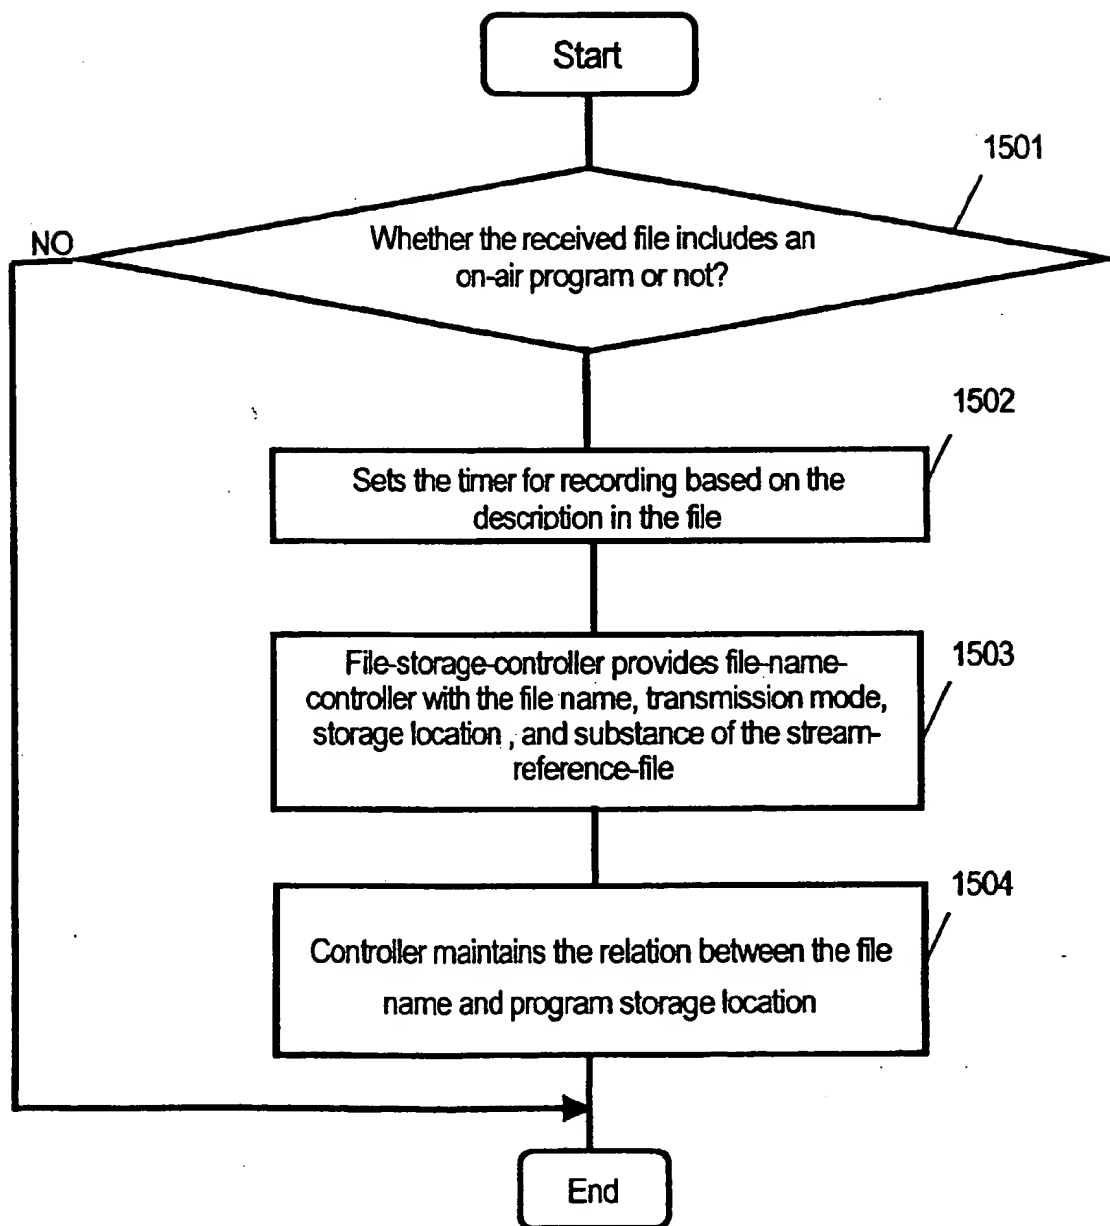 Start
1501
NO
Whether the received file includes an
on-air program or not?
1502
Sets the timer for recording based on the
description in the file
1503
File-storage-controller provides file-name-
controller with the file name, transmission mode,
storage location , and substance of the stream-
reference-file
1504
Controller maintains the relation between the file
name and program storage location
End